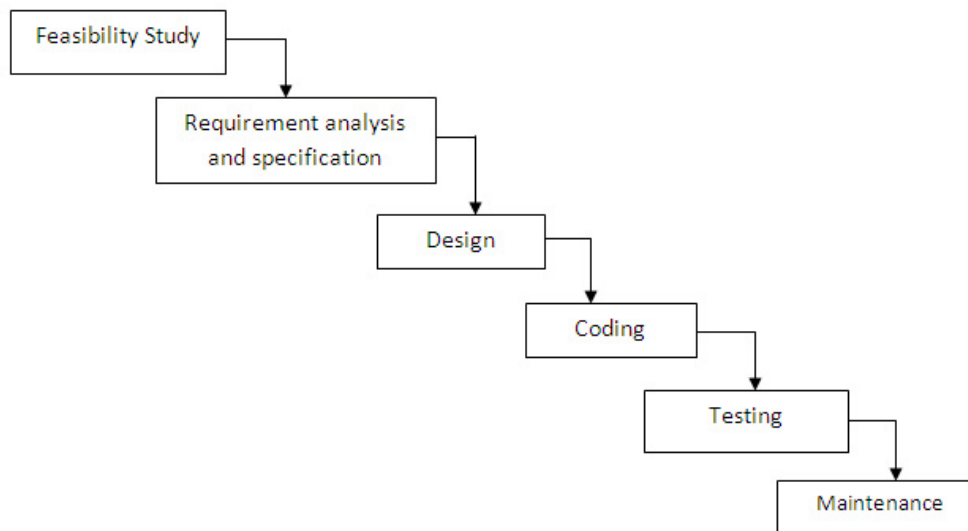 Feasibility Study
Requirement analysis
and specification
Design
Coding
Testing
Maintenance